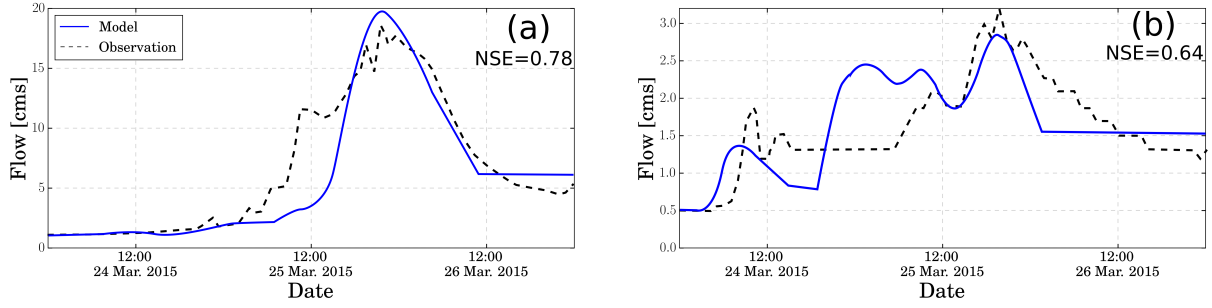 20
15
10
5
0
Flow [cms]
Model
Observation
(a)
NSE=0.78
12:00
24 Mar. 2015
12:00
25 Mar. 2015
12:00
26 Mar. 2015
Date
3.0
2.5
2.0
1.5
1.0
0.5
0.0
Flow [cms]
(b)
NSE=0.64
12:00
24 Mar. 2015
12:00
25 Mar. 2015
12:00
26 Mar. 2015
Date